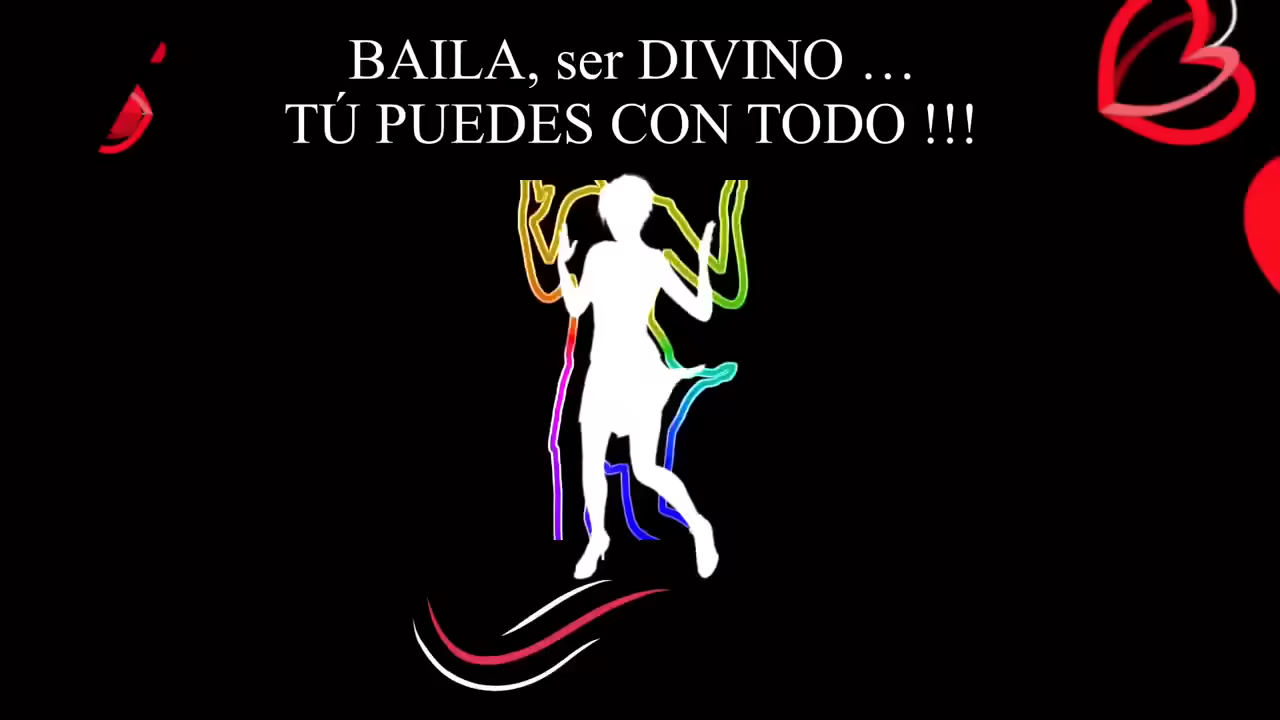 BAILA, ser DIVINO …
TÚ PUEDES CON TODO !!!